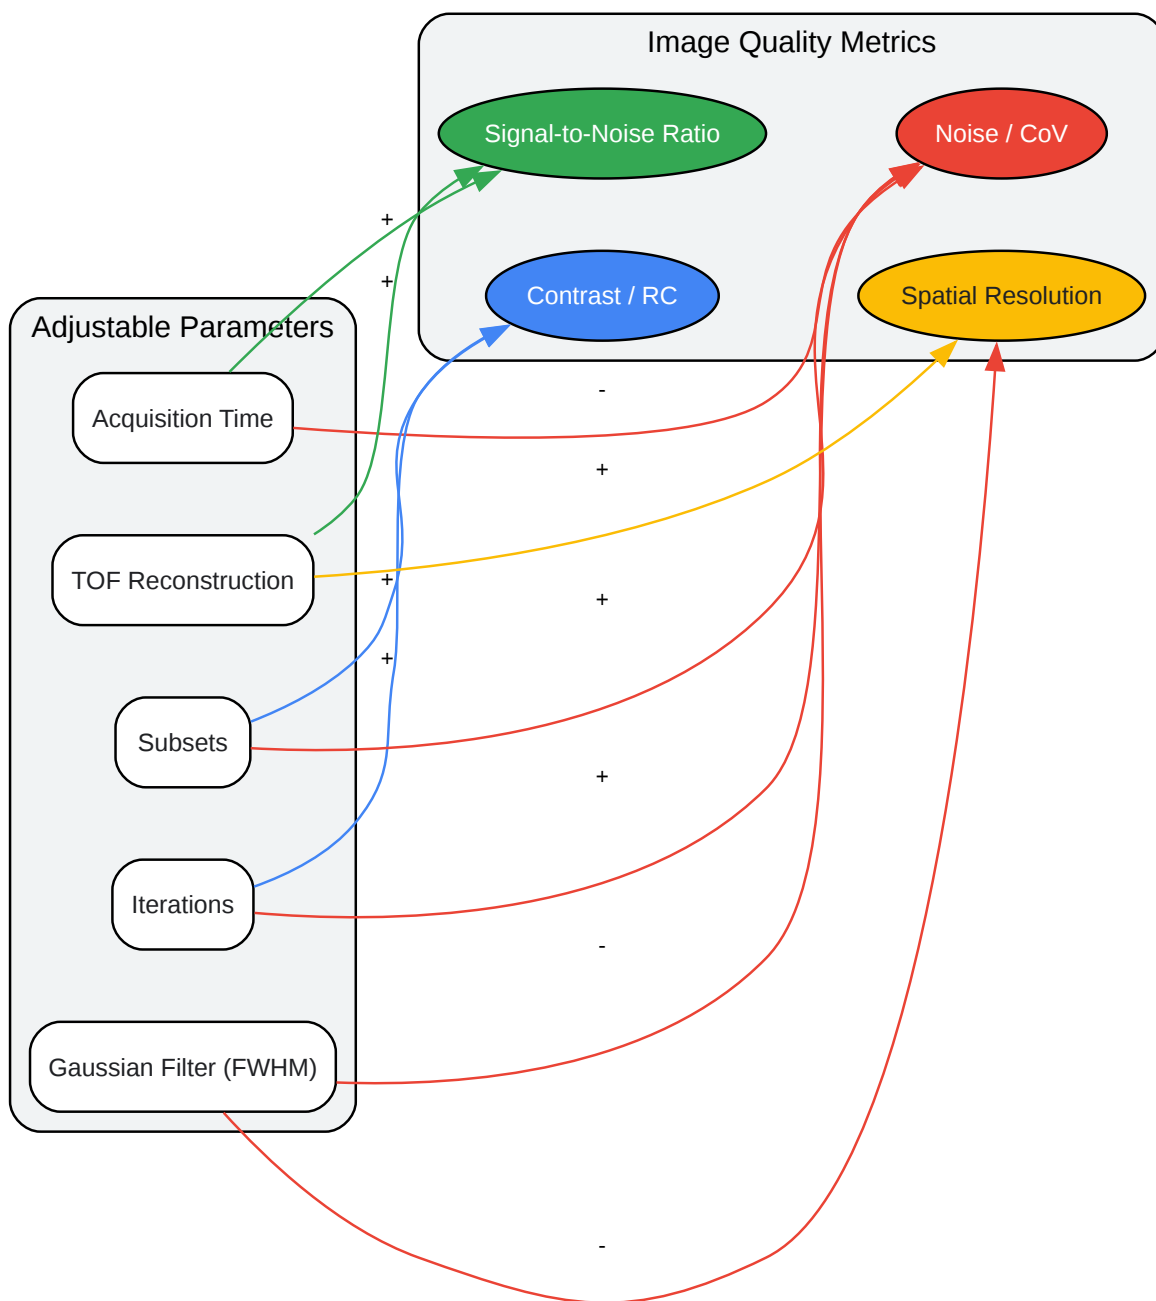 Image Quality Metrics
Signal-to-Noise Ratio
Noise / CoV
+
+
Contrast / RC
Spatial Resolution
Adjustable Parameters
-
Acquisition Time
+
TOF Reconstruction
+
+
+
Subsets
+
Iterations
-
Gaussian Filter (FWHM)
-